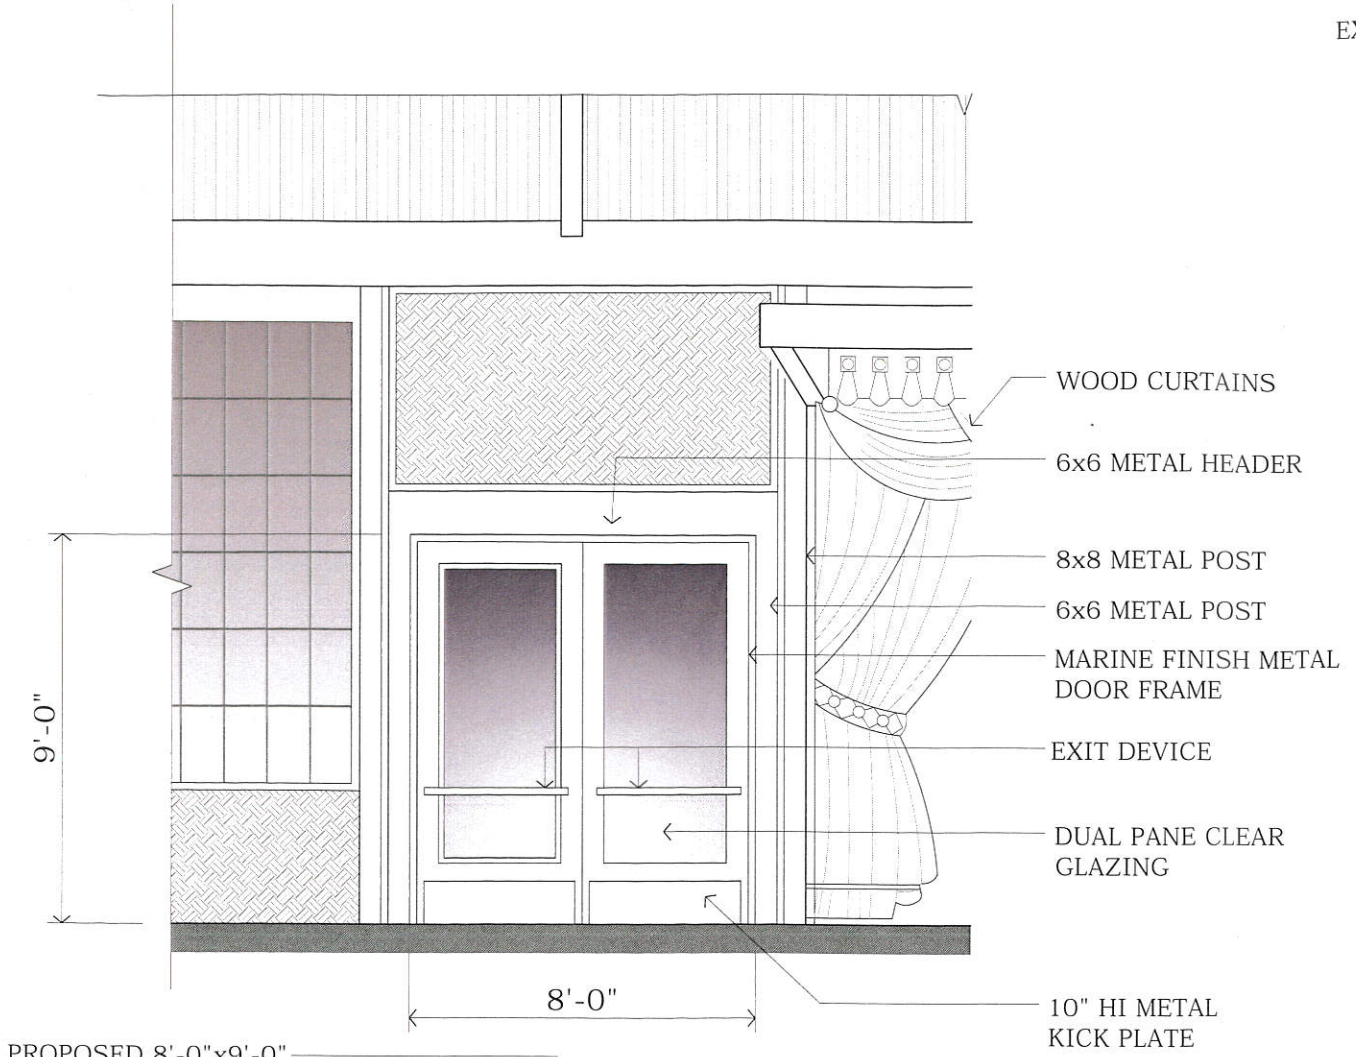 WOOD CURTAINS
6x6 METAL HEADER
8x8 METAL POST
6x6 METAL POST
MARINE FINISH METAL
DOOR FRAME
EXIT DEVICE
DUAL PANE CLEAR
GLAZING
9'-0"
8'-0"
10" HI METAL
KICK PLATE
PROPOSED 8'-0"x9'-0"